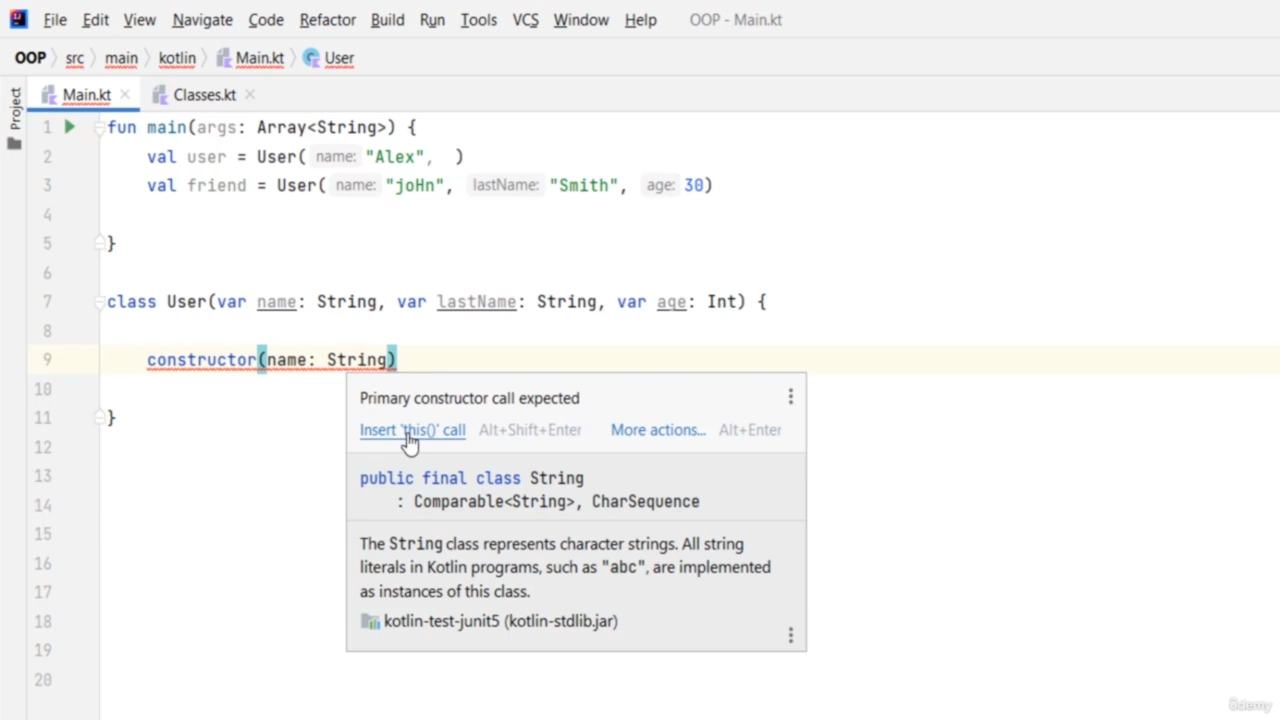 File Edit View Navigate Code Refactor Build Run Tools VCS Window Help OOP - Main.kt
OOP src main kotlin Main.kt User
Project
Main.kt Classes.kt
1 fun main(args: Array<String>) {
2 val user = User( name: "Alex", )
3 val friend = User( name: "joHn", lastName: "Smith", age: 30)
4
5 }
6
7 class User(var name: String, var lastName: String, var age: Int) {
8
9 constructor(name: String)
10
11 }
12
13
14
15
16
17
18
19
20
Primary constructor call expected
Insert 'this()' call Alt+Shift+Enter More actions... Alt+Enter
public final class String
: Comparable<String>, CharSequence
The String class represents character strings. All string
literals in Kotlin programs, such as "abc", are implemented
as instances of this class.
kotlin-test-junit5 (kotlin-stdlib.jar)
ûdemy